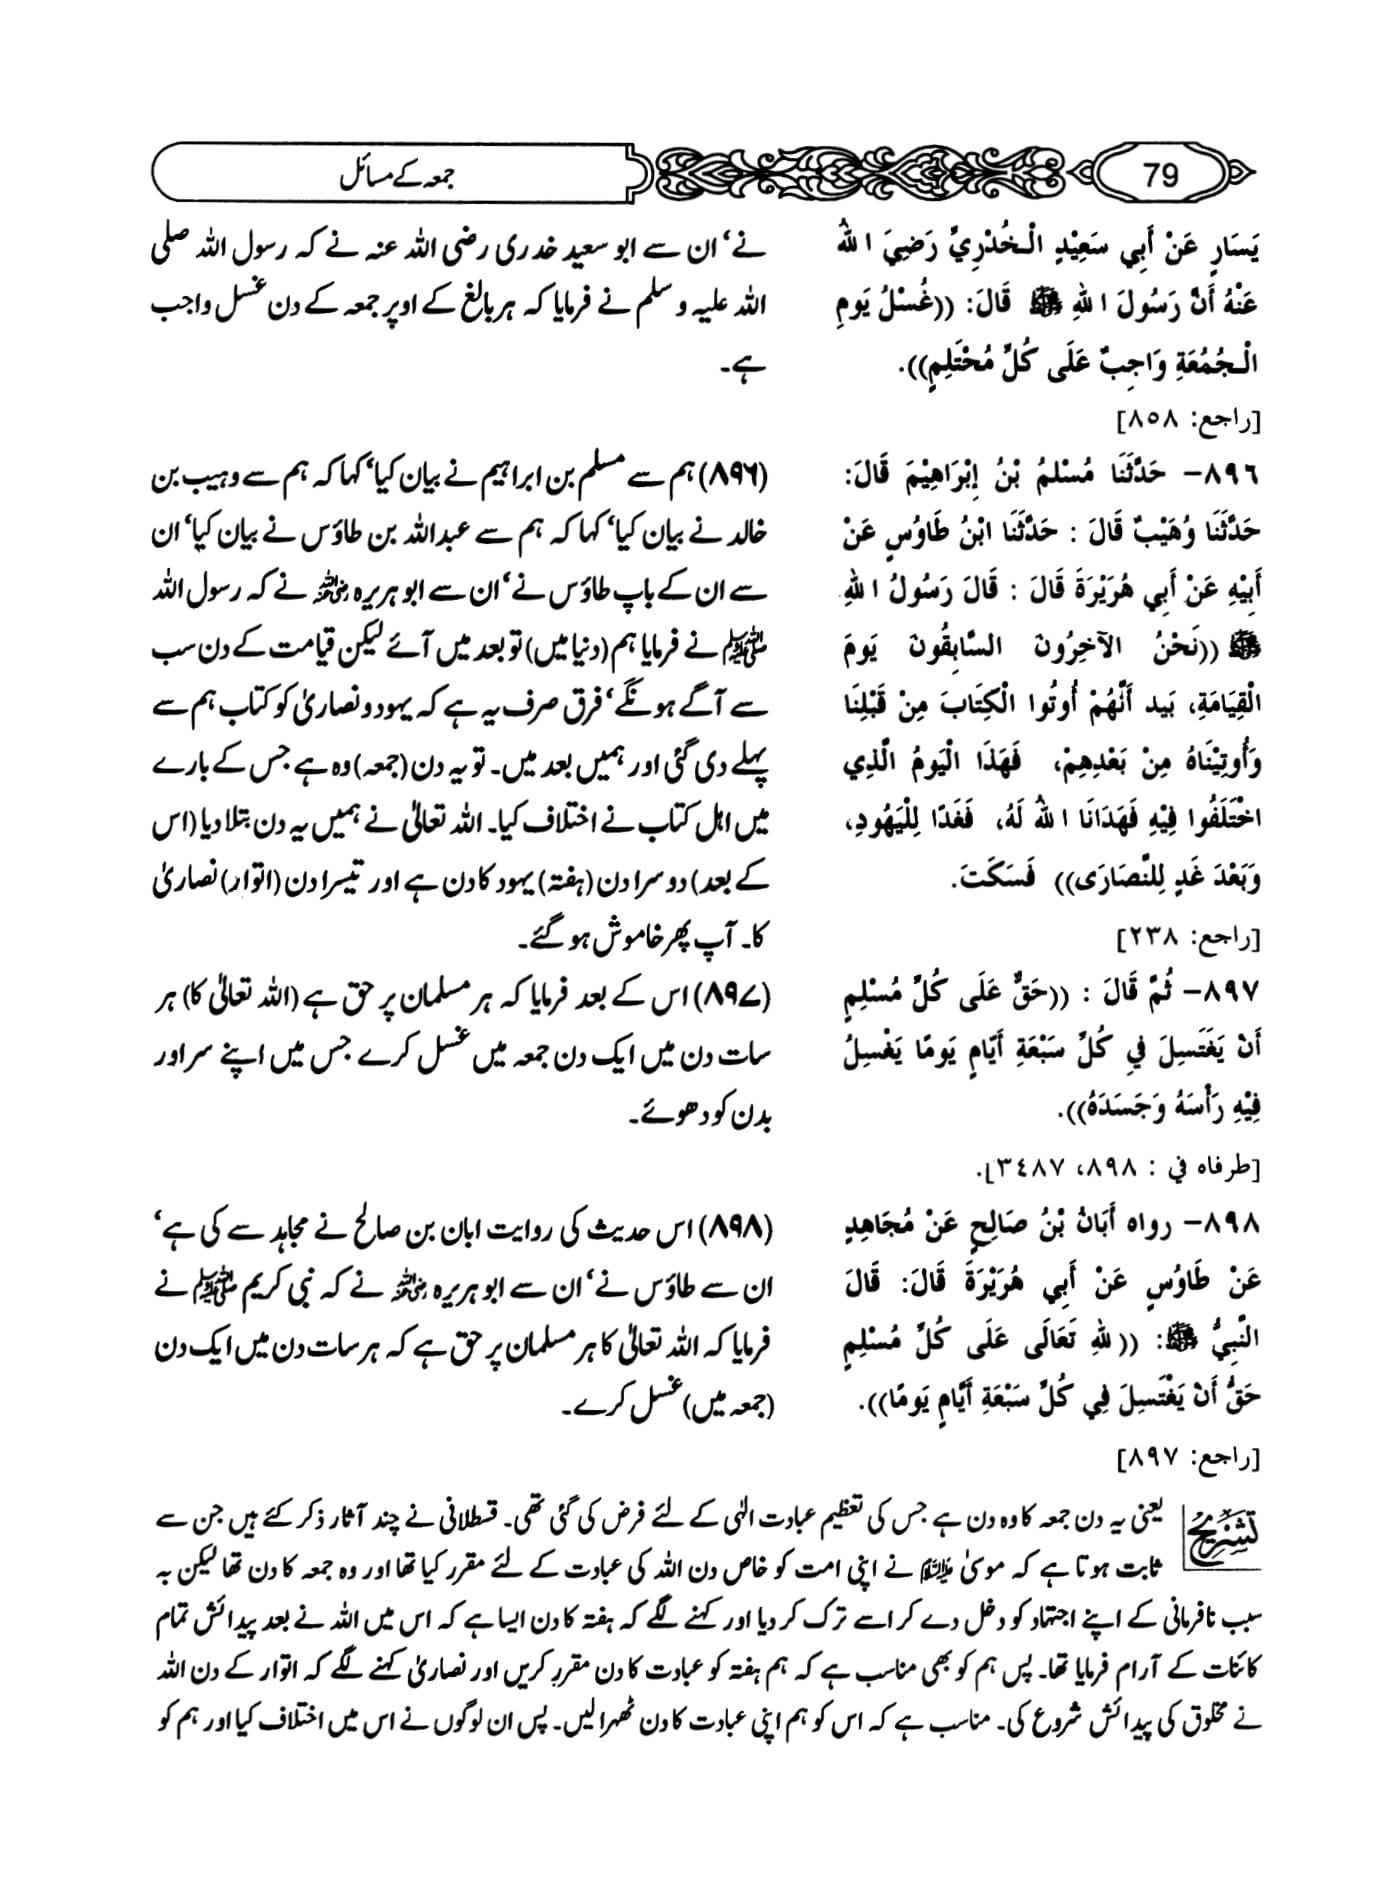 79
جمعہ کے مسائل
يَسَارٍ عَنْ أَبِي سَعِيْدٍ الْـخُدْرِيِّ رَضِيَ ا للهُ
عَنْهُ أَنَّ رَسُولَ ا للهِ ﷺ قَالَ: ((غُسْلُ يَومِ
الْـجُمُعَةِ وَاجِبٌ عَلَى كُلِّ مُحْتَلِمٍ)).
[راجع: ٨٥٨]
٨٩٦- حَدَّثَنَا مُسْلمُ بْنُ إِبْرَاهِيْمَ قَالَ:
حَدَّثَنَا وُهَيْبٌ قَالَ : حَدَّثَنَا ابْنُ طَاوُسٍ عَنْ
أَبِيْهِ عَنْ أَبِي هُرَيْرَةَ قَالَ : قَالَ رَسُولُ ا للهِ
ﷺ ((نَحْنُ الآخِرُونَ السَّابِقُونَ يَومَ
الْقِيَامَةِ، بَيد أَنَّهُمْ أُوتُوا الْكِتَابَ مِنْ قَبْلِنَا
وَأُوتِيْنَاهُ مِنْ بَعْدِهِمْ، فَهَذَا الْيَومُ الَّذِي
اخْتَلَفُوا فِيْهِ فَهَدَانَا ا للهُ لَهُ، فَغَدًا لِلْيَهُودِ،
وَبَعْدَ غَدٍ لِلنَّصَارَى)) فَسَكَتَ.
[راجع: ٢٣٨]
٨٩٧- ثُمَّ قَالَ : ((حَقٌّ عَلَى كُلِّ مُسْلِمٍ
أَنْ يَغْتَسِلَ فِي كُلِّ سَبْعَةِ أَيَّامٍ يَومًا يَغْسِلُ
فِيْهِ رَأْسَهُ وَجَسَدَهُ)).
[طرفاه في : ٨٩٨، ٣٤٨٧].
٨٩٨- رواه أَبَانُ بْنُ صَالِحٍ عَنْ مُجَاهِدٍ
عَنْ طَاوُسٍ عَنْ أَبِي هُرَيْرَةَ قَالَ: قَالَ
النَّبِيُّ ﷺ: ((للهِ تَعَالَى عَلَى كُلِّ مُسْلِمٍ
حَقٌّ أَنْ يَغْتَسِلَ فِي كُلِّ سَبْعَةِ أَيَّامٍ يَومًا)).
[راجع: ٨٩٧]
نے‘ ان سے ابو سعید خدری رضی اللہ عنہ نے کہ رسول اللہ صلی
اللہ علیہ و سلم نے فرمایا کہ ہر بالغ کے اوپر جمعہ کے دن غسل واجب
ہے۔
(۸۹۶) ہم سے مسلم بن ابراہیم نے بیان کیا‘ کہا کہ ہم سے وہیب بن
خالد نے بیان کیا‘ کہا کہ ہم سے عبداللہ بن طاؤس نے بیان کیا‘ ان
سے ان کے باپ طاؤس نے‘ ان سے ابو ہریرہ رضی اللہ عنہ نے کہ رسول اللہ
ﷺ نے فرمایا ہم (دنیا میں) تو بعد میں آئے لیکن قیامت کے دن سب
سے آگے ہونگے‘ فرق صرف یہ ہے کہ یہود و نصاریٰ کو کتاب ہم سے
پہلے دی گئی اور ہمیں بعد میں۔ تو یہ دن (جمعہ) وہ ہے جس کے بارے
میں اہل کتاب نے اختلاف کیا۔ اللہ تعالیٰ نے ہمیں یہ دن بتلا دیا (اس
کے بعد) دو سرا دن (ہفتہ) یہود کا دن ہے اور تیسرا دن (اتوار) نصاریٰ
کا۔ آپ پھر خاموش ہو گئے۔
(۸۹۷) اس کے بعد فرمایا کہ ہر مسلمان پر حق ہے (اللہ تعالیٰ کا) ہر
سات دن میں ایک دن جمعہ میں غسل کرے جس میں اپنے سر اور
بدن کو دھوئے۔
(۸۹۸) اس حدیث کی روایت ابان بن صالح نے مجاہد سے کی ہے‘
ان سے طاؤس نے‘ ان سے ابو ہریرہ رضی اللہ عنہ نے کہ نبی کریم ﷺ نے
فرمایا کہ اللہ تعالیٰ کا ہر مسلمان پر حق ہے کہ ہر سات دن میں ایک دن
(جمعہ میں) غسل کرے۔
تشریح یعنی یہ دن جمعہ کا وہ دن ہے جس کی تعظیم عبادت الٰہی کے لئے فرض کی گئی تھی۔ قسطلانی نے چند آثار ذکر کئے ہیں جن سے
ثابت ہوتا ہے کہ موسیٰ علیہ السلام نے اپنی امت کو خاص دن اللہ کی عبادت کے لئے مقرر کیا تھا اور وہ جمعہ کا دن تھا لیکن بہ
سبب نافرمانی کے اپنے اجتہاد کو دخل دے کر اسے ترک کر دیا اور کہنے لگے کہ ہفتہ کا دن ایسا ہے کہ اس میں اللہ نے بعد پیدائش تمام
کائنات کے آرام فرمایا تھا۔ پس ہم کو بھی مناسب ہے کہ ہم ہفتہ کو عبادت کا دن مقرر کریں اور نصاریٰ کہنے لگے کہ اتوار کے دن اللہ
نے مخلوق کی پیدائش شروع کی۔ مناسب ہے کہ اس کو ہم اپنی عبادت کا دن ٹھہرا لیں۔ پس ان لوگوں نے اس میں اختلاف کیا اور ہم کو